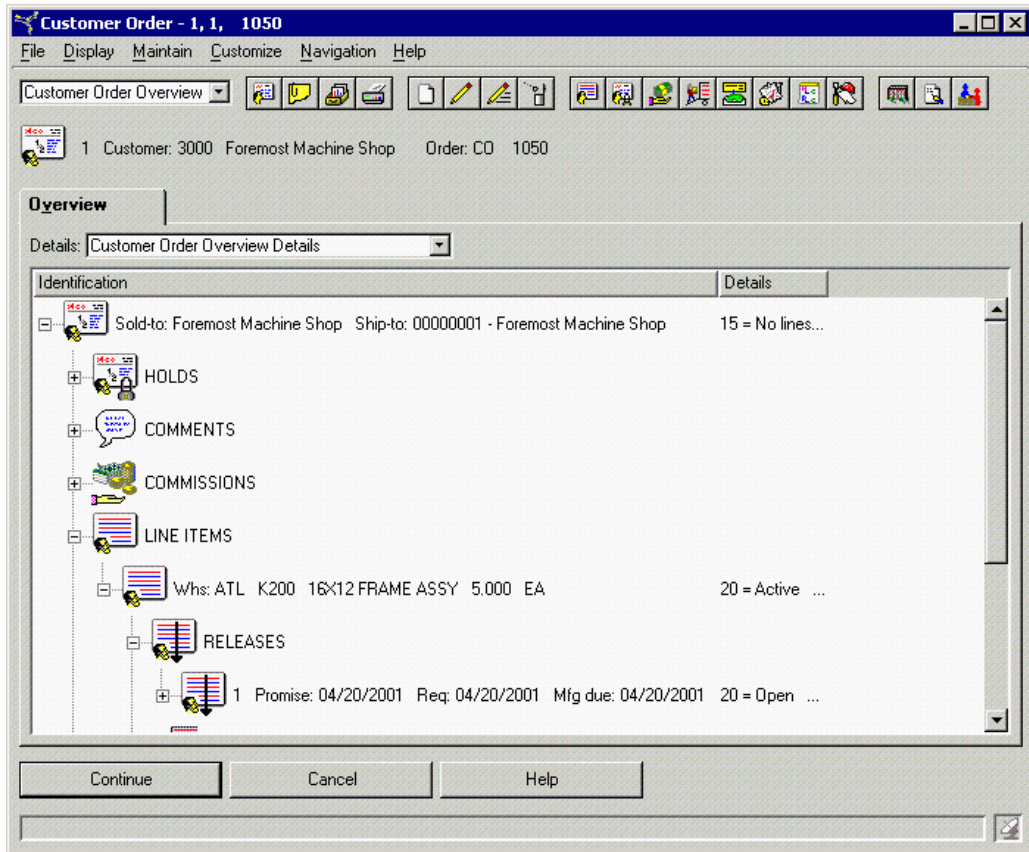 Customer Order - 1, 1, 1050
File Display Maintain Customize Navigation Help
Customer Order Overview
1 Customer: 3000 Foremost Machine Shop Order: CO 1050
Overview
Details: Customer Order Overview Details
Identification Details
Sold-to: Foremost Machine Shop Ship-to: 00000001 - Foremost Machine Shop 15 = No lines...
HOLDS
COMMENTS
COMMISSIONS
LINE ITEMS
Whs: ATL K200 16X12 FRAME ASSY 5.000 EA 20 = Active ...
RELEASES
1 Promise: 04/20/2001 Req: 04/20/2001 Mfg due: 04/20/2001 20 = Open ...
Continue Cancel Help